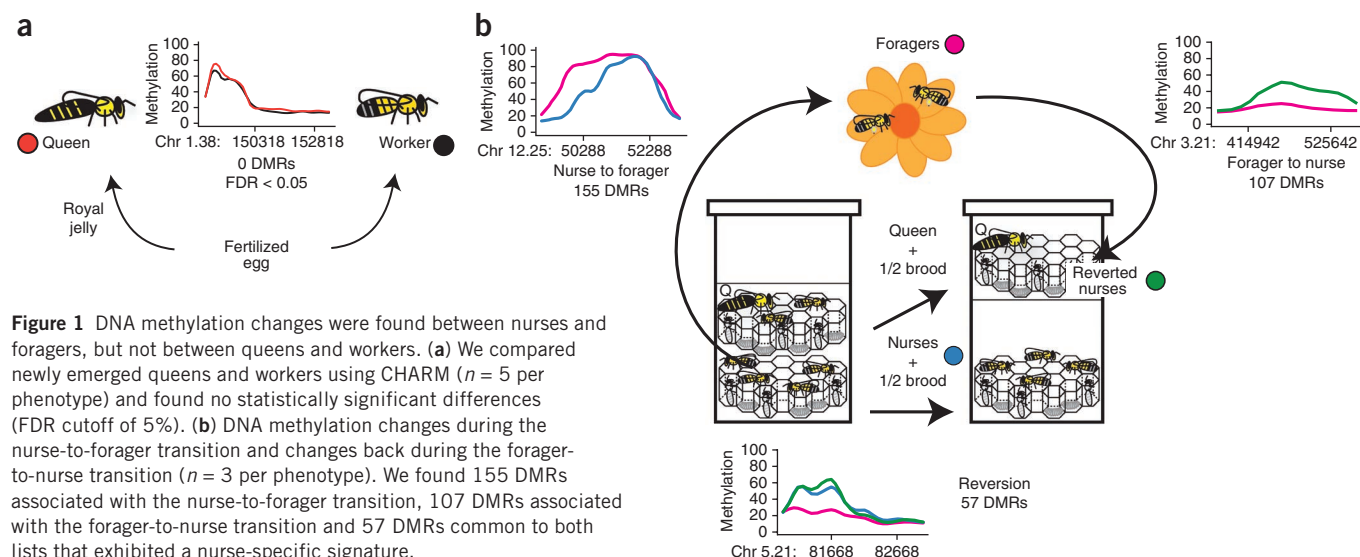 a
Methylation
100
80
60
40
20
0
Queen
Worker
Chr 1.38: 150318 152818
0 DMRs
FDR < 0.05
Royal
jelly
Fertilized
egg
b
Methylation
100
80
60
40
20
0
Chr 12.25: 50288 52288
Nurse to forager
155 DMRs
Foragers
Methylation
100
80
60
40
20
0
Chr 3.21: 414942 525642
Forager to nurse
107 DMRs
Q
Queen
+
1/2 brood
Q
Reverted
nurses
Nurses
+
1/2 brood
Methylation
100
80
60
40
20
0
Chr 5.21: 81668 82668
Reversion
57 DMRs
Figure 1 DNA methylation changes were found between nurses and
foragers, but not between queens and workers. (a) We compared
newly emerged queens and workers using CHARM (n = 5 per
phenotype) and found no statistically significant differences
(FDR cutoff of 5%). (b) DNA methylation changes during the
nurse-to-forager transition and changes back during the forager-
to-nurse transition (n = 3 per phenotype). We found 155 DMRs
associated with the nurse-to-forager transition, 107 DMRs associated
with the forager-to-nurse transition and 57 DMRs common to both
lists that exhibited a nurse-specific signature.